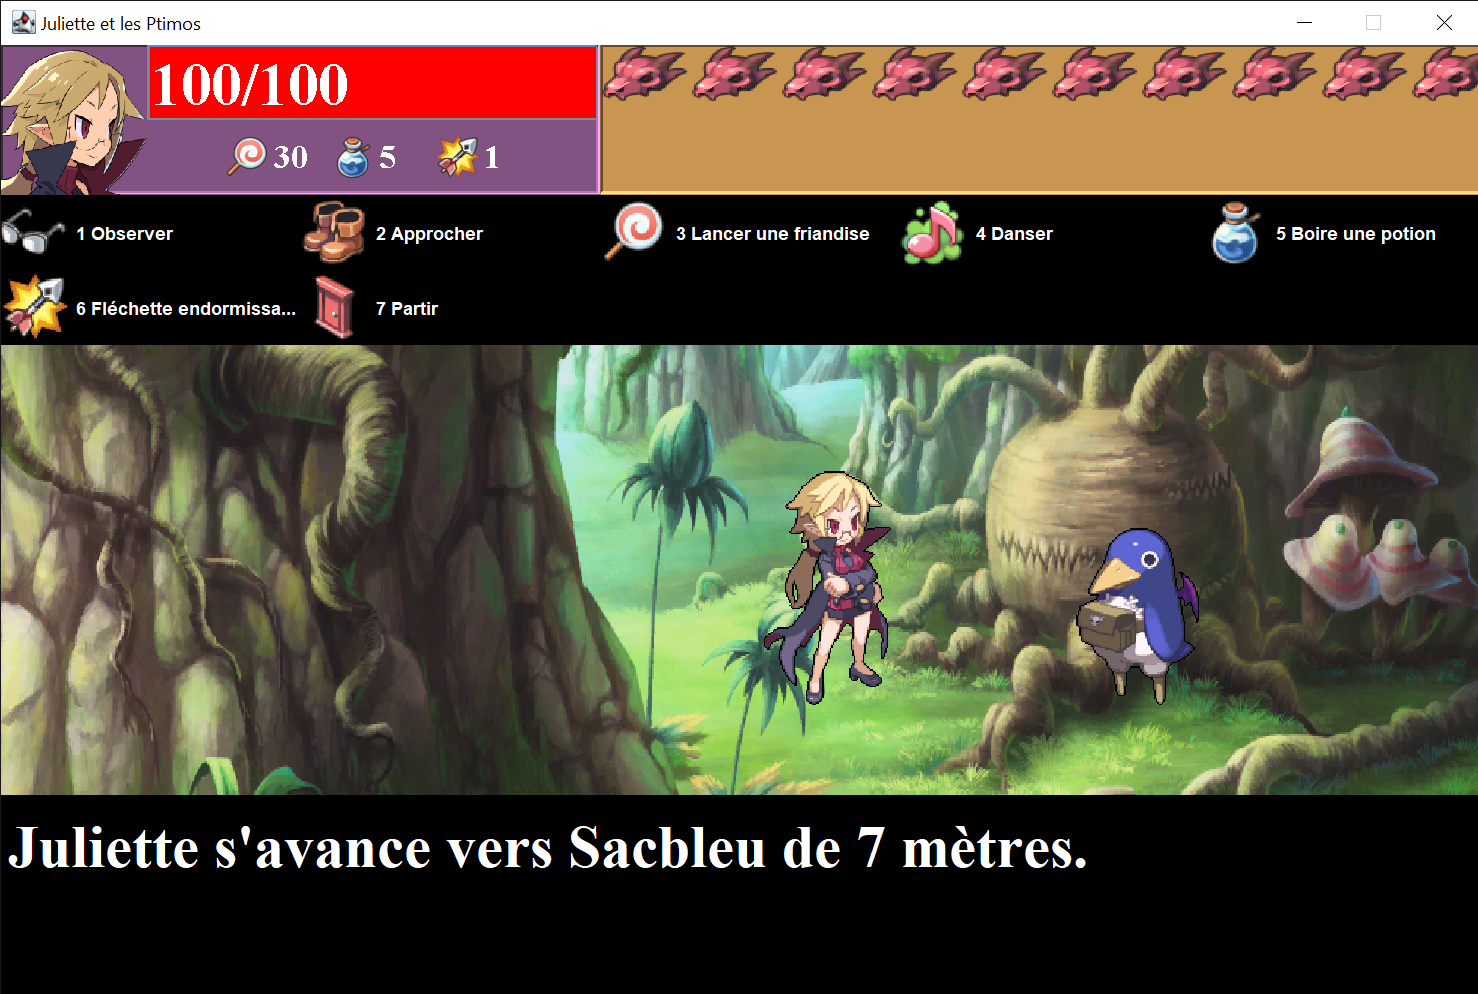 Juliette et les Ptimos
100/100
30 5 1
1 Observer 2 Approcher 3 Lancer une friandise 4 Danser 5 Boire une potion
6 Fléchette endormissa... 7 Partir
Juliette s'avance vers Sacbleu de 7 mètres.